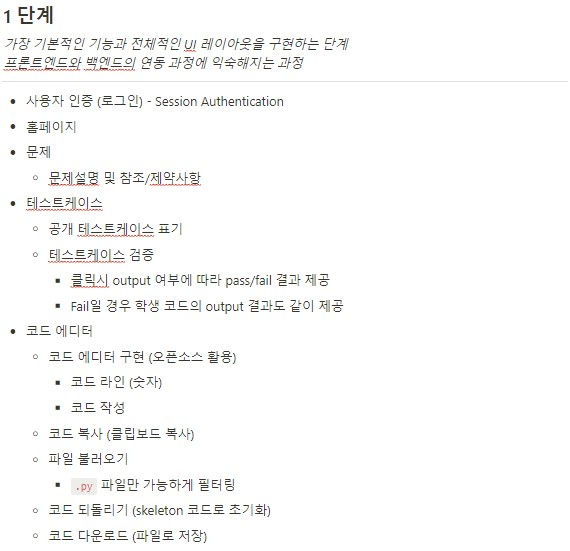 1 단계
가장 기본적인 기능과 전체적인 UI 레이아웃을 구현하는 단계
프론트엔드와 백엔드의 연동 과정에 익숙해지는 과정
사용자 인증 (로그인) - Session Authentication
홈페이지
문제
문제설명 및 참조/제약사항
테스트케이스
공개 테스트케이스 표기
테스트케이스 검증
클릭시 output 여부에 따라 pass/fail 결과 제공
Fail일 경우 학생 코드의 output 결과도 같이 제공
코드 에디터
코드 에디터 구현 (오픈소스 활용)
코드 라인 (숫자)
코드 작성
코드 복사 (클립보드 복사)
파일 불러오기
.py 파일만 가능하게 필터링
코드 되돌리기 (skeleton 코드로 초기화)
코드 다운로드 (파일로 저장)